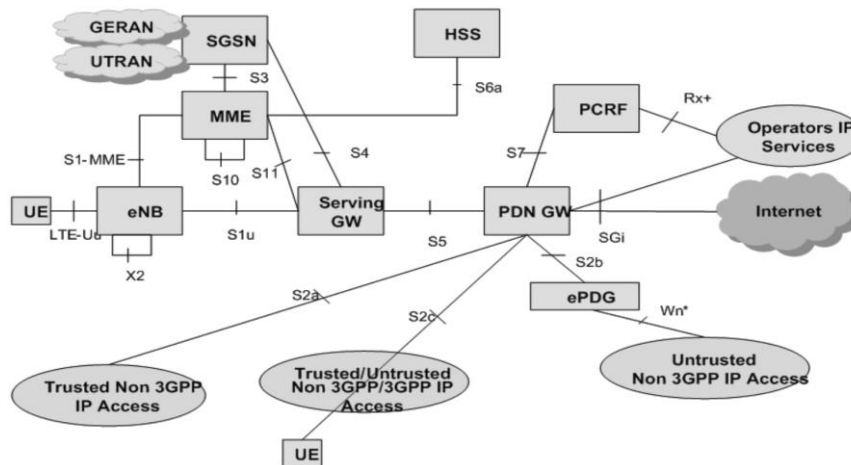 GERAN
SGSN
HSS
UTRAN
S3
S6a
PCRF
Rx+
MME
Operators IP
Services
S1-MME
S10
S11
S4
S7
UE
eNB
Serving
GW
PDN GW
Internet
LTE-Uu
S1u
S5
SGi
X2
S2b
S2a
ePDG
S2c
Wn*
Trusted Non 3GPP
IP Access
Trusted/Untrusted
Non 3GPP/3GPP IP
Access
Untrusted
Non 3GPP IP Access
UE